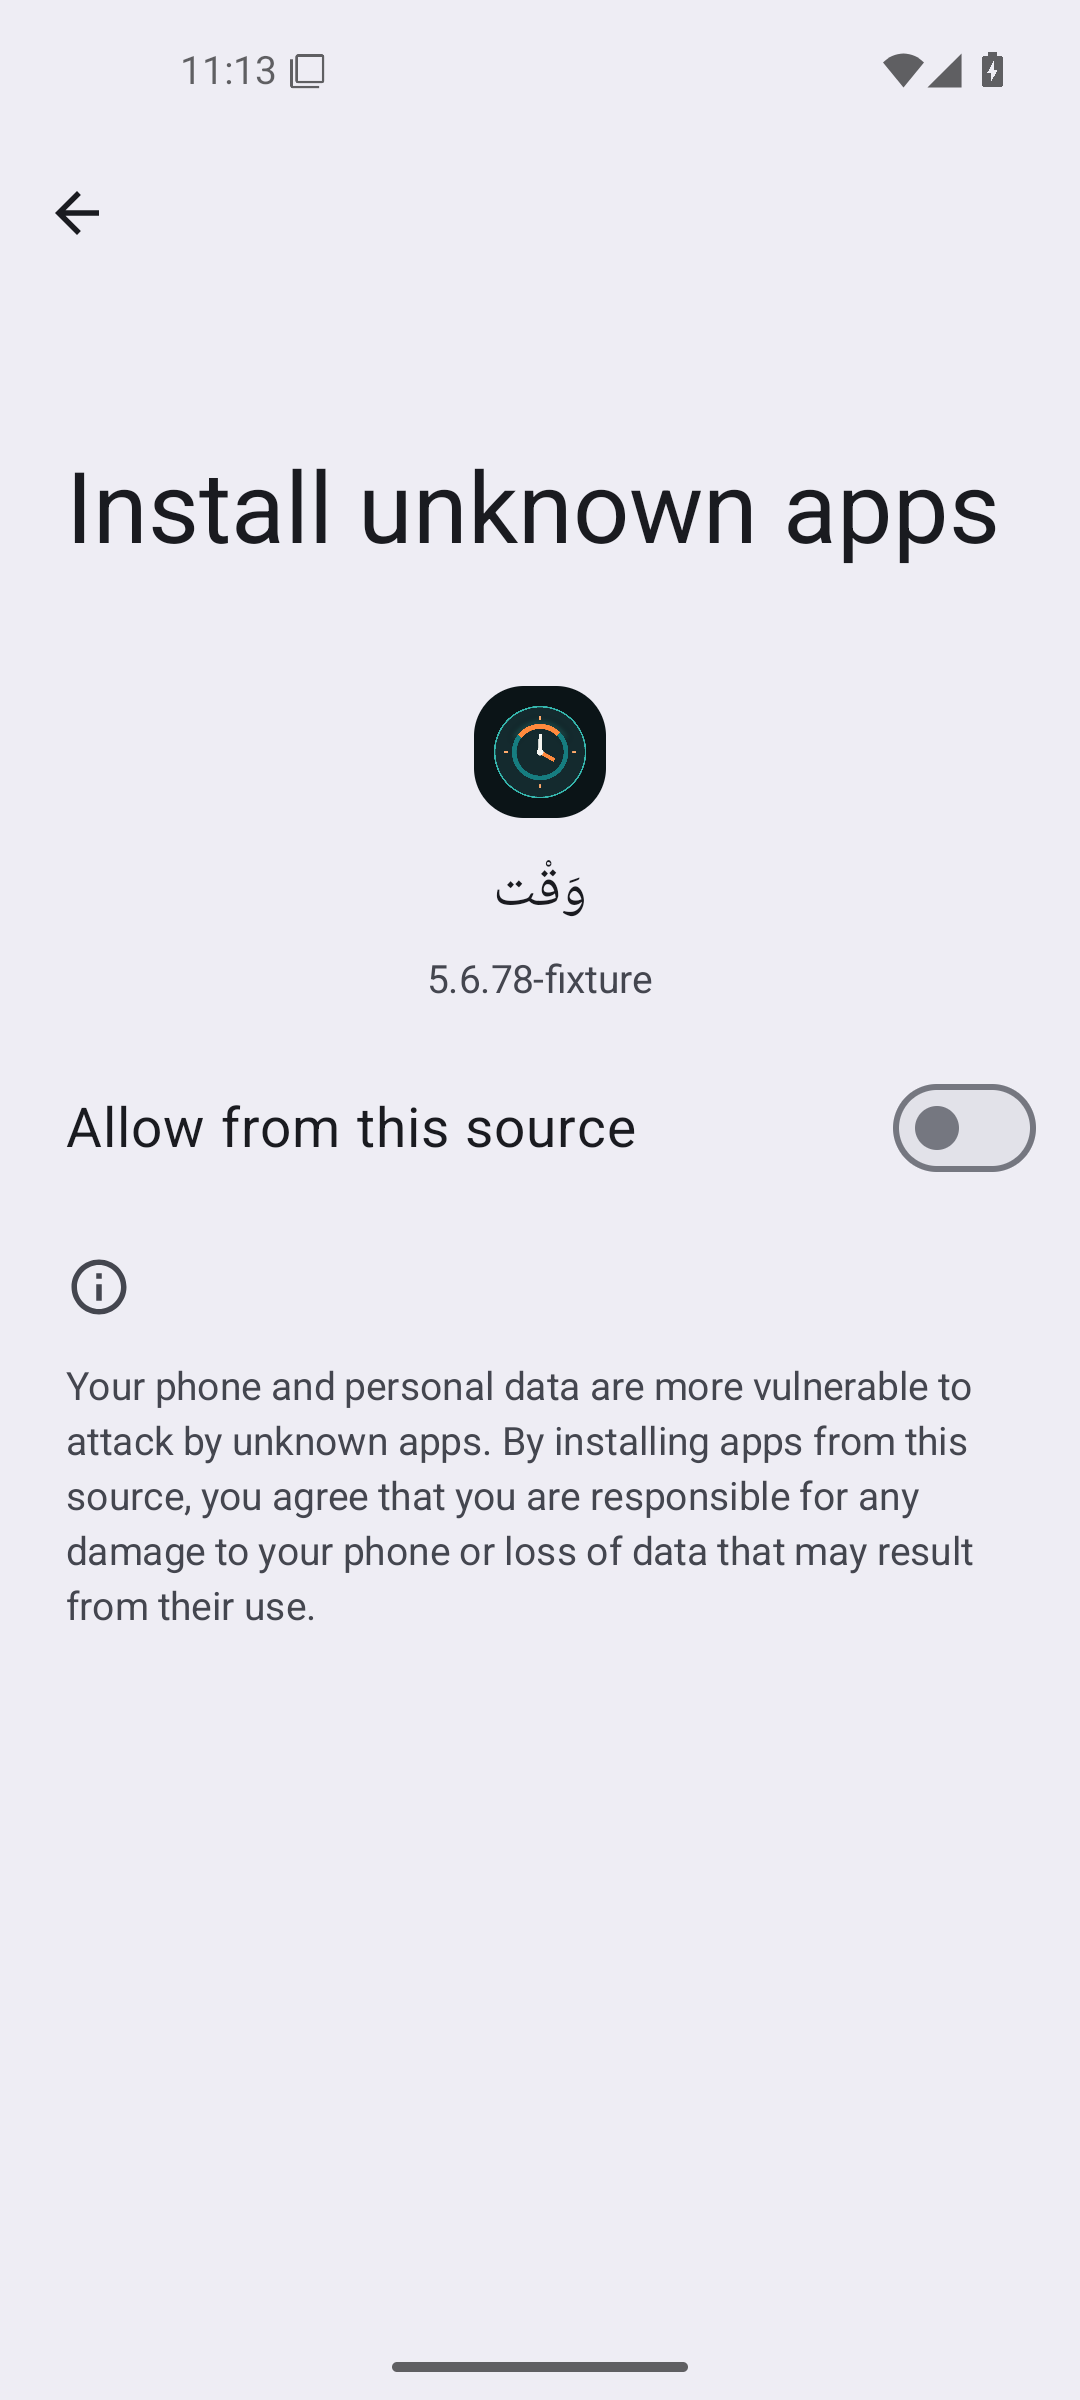 11:13
Install unknown apps
وَقْت
5.6.78-fixture
Allow from this source
Your phone and personal data are more vulnerable to
attack by unknown apps. By installing apps from this
source, you agree that you are responsible for any
damage to your phone or loss of data that may result
from their use.